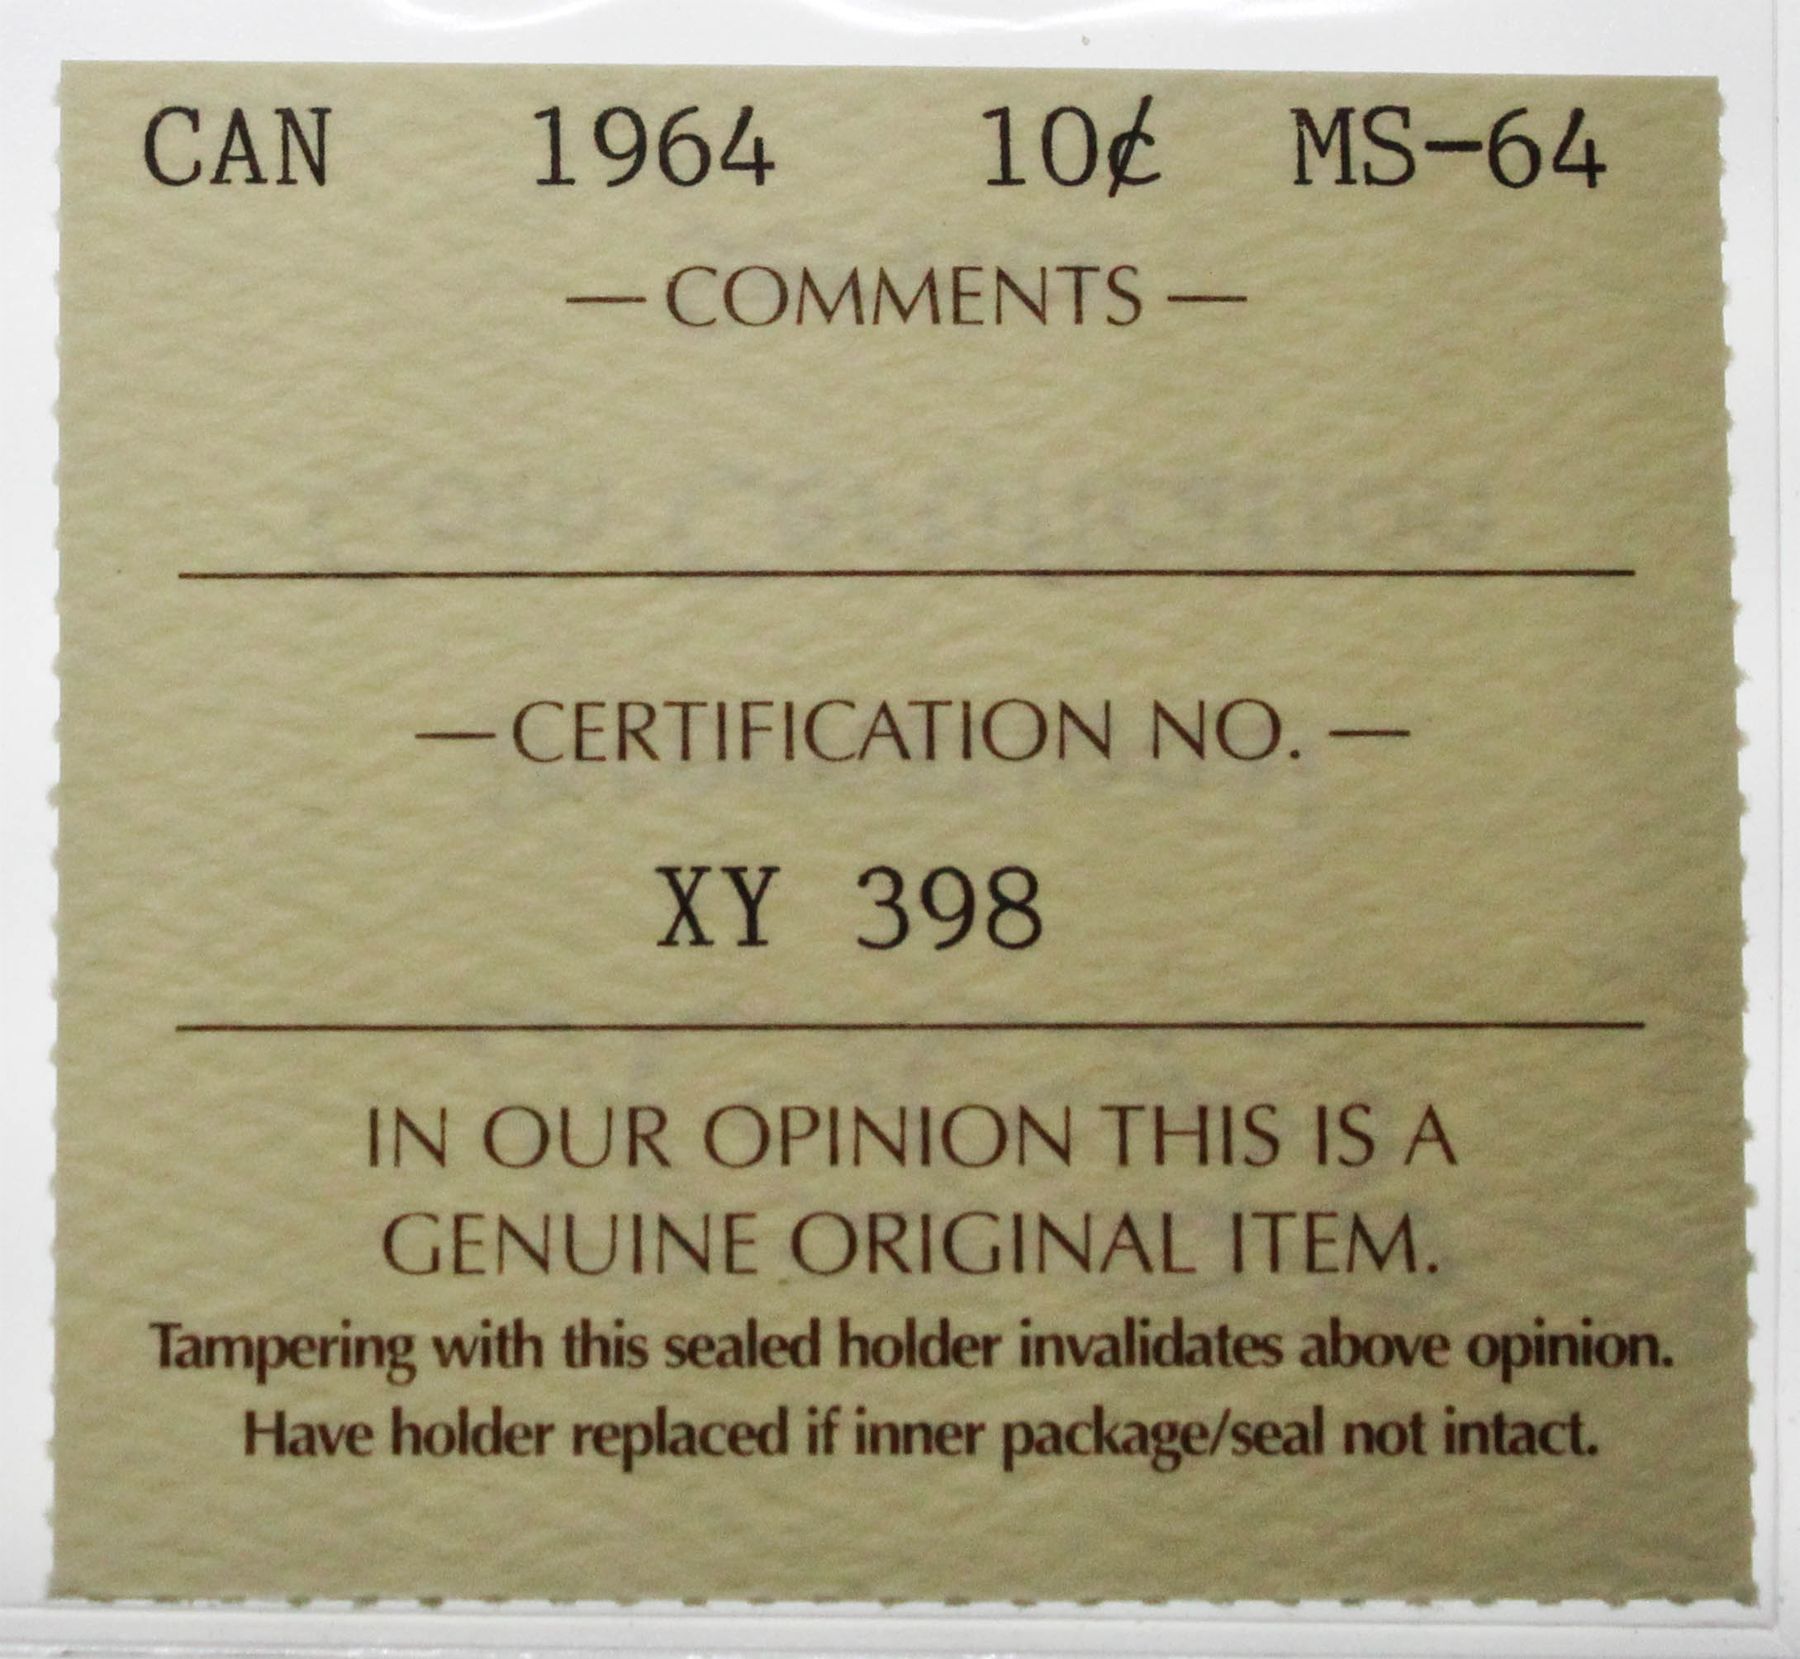 CAN 1964 10¢ MS-64
— COMMENTS —
— CERTIFICATION NO. —
XY 398
IN OUR OPINION THIS IS A
GENUINE ORIGINAL ITEM.
Tampering with this sealed holder invalidates above opinion.
Have holder replaced if inner package/seal not intact.